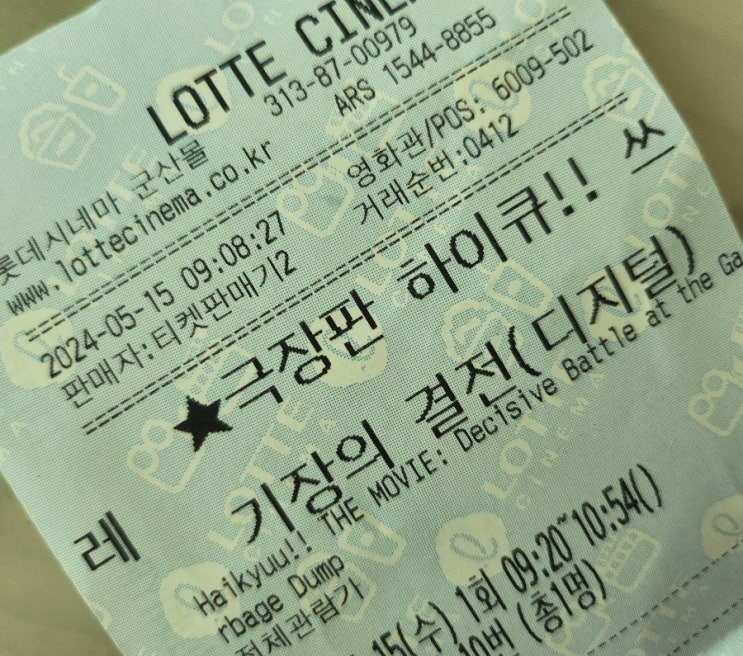 LOTTE CINE
313-87-00979
ARS 1544-8855
롯데시네마 군산몰
www.lottecinema.co.kr
영화관/POS: 6009-502
거래순번:0412
2024-05-15 09:08:27
판매자:티켓판매기2
★극장판 하이큐!! 쓰
레기장의 결전(디지털)
Haikyuu!! THE MOVIE: Decisive Battle at the Ga
rbage Dump
전체관람가
15(수) 1회 09:20~10:54()
10번 (총1명)